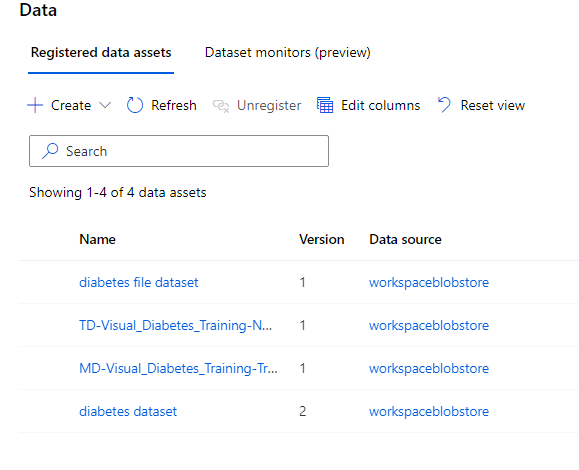 Data
Registered data assets Dataset monitors (preview)
Create Refresh Unregister Edit columns Reset view
Search
Showing 1-4 of 4 data assets
Name Version Data source
diabetes file dataset 1 workspaceblobstore
TD-Visual_Diabetes_Training-N... 1 workspaceblobstore
MD-Visual_Diabetes_Training-Tr... 1 workspaceblobstore
diabetes dataset 2 workspaceblobstore